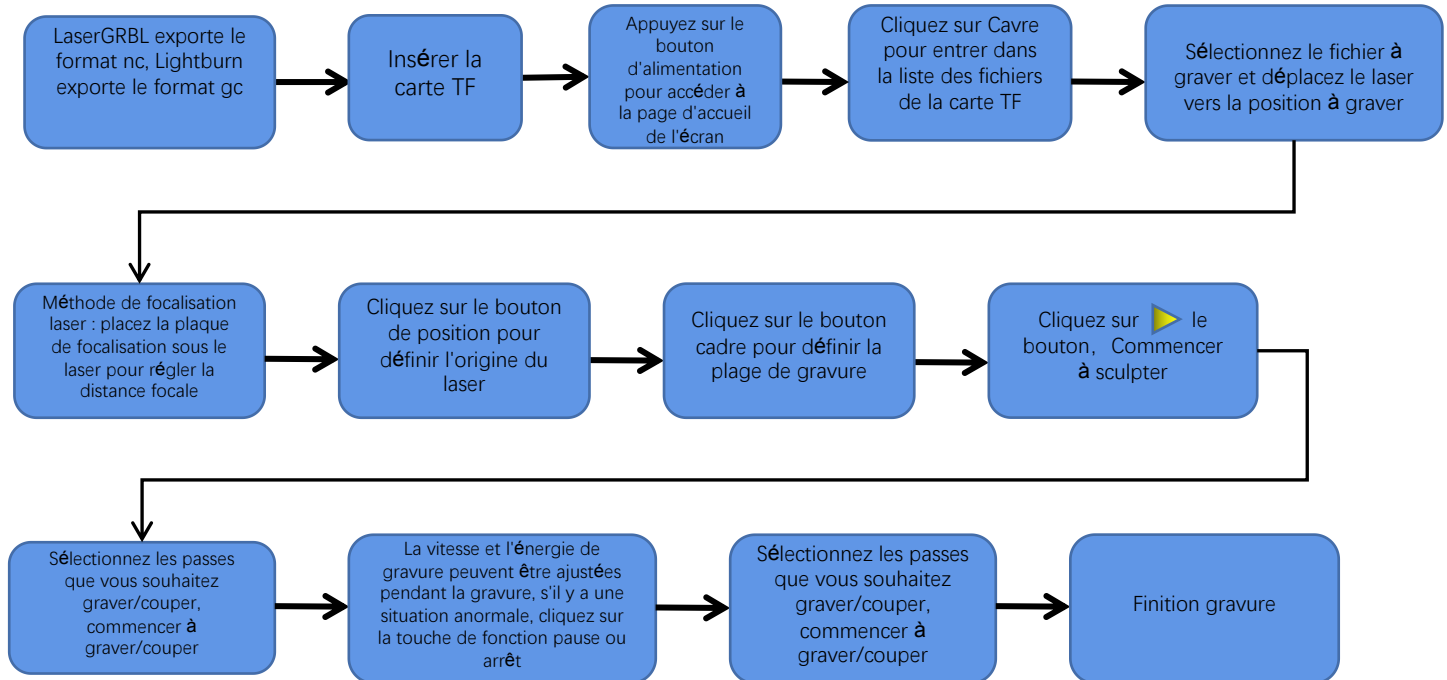 LaserGRBL exporte le
format nc, Lightburn
exporte le format gc
Insérer la
carte TF
Appuyez sur le
bouton
d'alimentation
pour accéder à
la page d'accueil
de l'écran
Cliquez sur Cavre
pour entrer dans
la liste des fichiers
de la carte TF
Sélectionnez le fichier à
graver et déplacez le laser
vers la position à graver
Méthode de focalisation
laser : placez la plaque
de focalisation sous le
laser pour régler la
distance focale
Cliquez sur le bouton
de position pour
définir l'origine du
laser
Cliquez sur le bouton
cadre pour définir la
plage de gravure
Cliquez sur le
bouton, Commencer
à sculpter
Sélectionnez les passes
que vous souhaitez
graver/couper,
commencer à
graver/couper
La vitesse et l'énergie de
gravure peuvent être ajustées
pendant la gravure, s'il y a une
situation anormale, cliquez sur
la touche de fonction pause ou
arrêt
Sélectionnez les passes
que vous souhaitez
graver/couper,
commencer à
graver/couper
Finition gravure